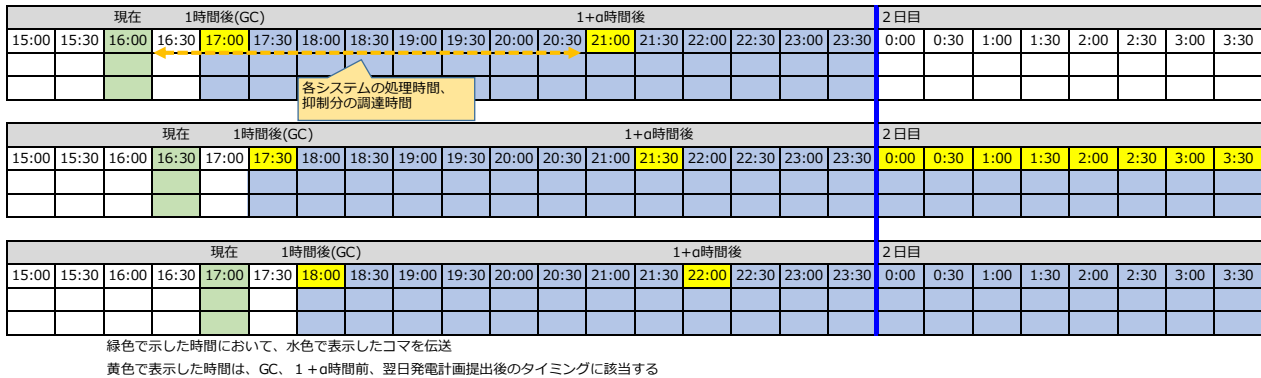 現在 1時間後(GC) 1+α時間後 2日目
15:00 15:30 16:00 16:30 17:00 17:30 18:00 18:30 19:00 19:30 20:00 20:30 21:00 21:30 22:00 22:30 23:00 23:30 0:00 0:30 1:00 1:30 2:00 2:30 3:00 3:30
各システムの処理時間、
抑制分の調達時間
現在 1時間後(GC) 1+α時間後 2日目
15:00 15:30 16:00 16:30 17:00 17:30 18:00 18:30 19:00 19:30 20:00 20:30 21:00 21:30 22:00 22:30 23:00 23:30 0:00 0:30 1:00 1:30 2:00 2:30 3:00 3:30
現在 1時間後(GC) 1+α時間後 2日目
15:00 15:30 16:00 16:30 17:00 17:30 18:00 18:30 19:00 19:30 20:00 20:30 21:00 21:30 22:00 22:30 23:00 23:30 0:00 0:30 1:00 1:30 2:00 2:30 3:00 3:30
緑色で示した時間において、水色で表示したコマを伝送
黄色で表示した時間は、GC、１+α時間前、翌日発電計画提出後のタイミングに該当する